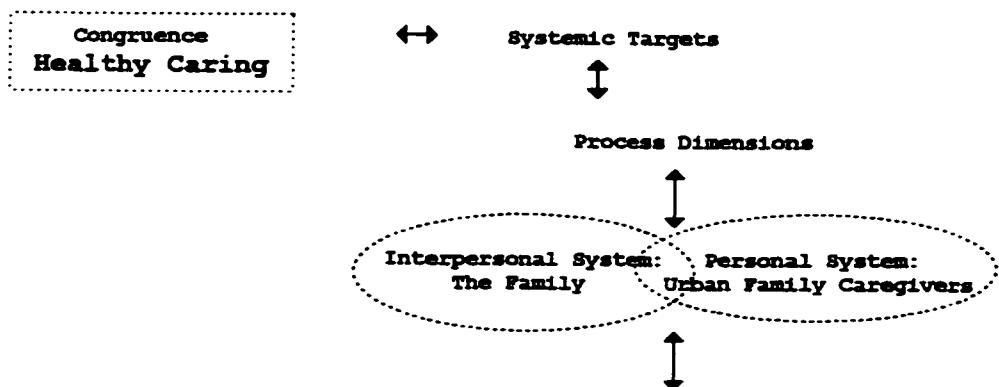 Congruence
Healthy Caring
Systemic Targets
Process Dimensions
Interpersonal System:
The Family
Personal System:
Urban Family Caregivers